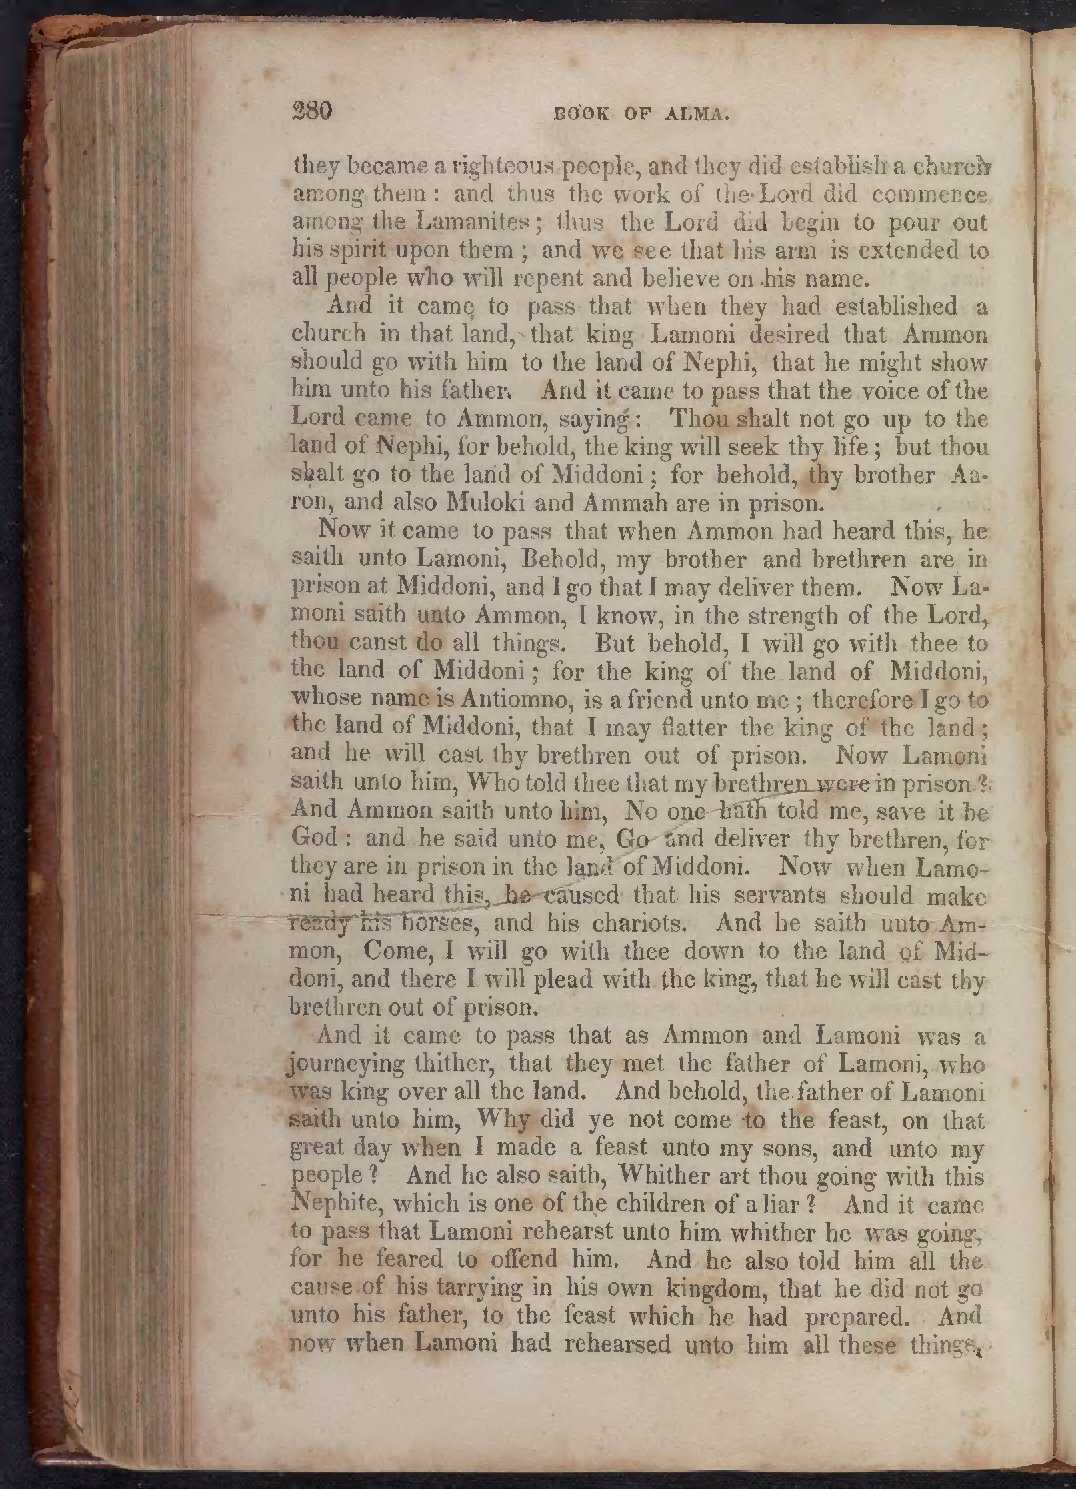 280 BOOK OF ALMA.
they became a righteous people, and they did establish a church
among them : and thus the work of the Lord did commence
among the Lamanites ; thus the Lord did begin to pour out
his spirit upon them ; and we see that his arm is extended to
all people who will repent and believe on his name.
And it came to pass that when they had established a
church in that land, that king Lamoni desired that Ammon
should go with him to the land of Nephi, that he might show
him unto his father. And it came to pass that the voice of the
Lord came to Ammon, saying : Thou shalt not go up to the
land of Nephi, for behold, the king will seek thy life ; but thou
shalt go to the land of Middoni ; for behold, thy brother Aa-
ron, and also Muloki and Ammah are in prison.
Now it came to pass that when Ammon had heard this, he
saith unto Lamoni, Behold, my brother and brethren are in
prison at Middoni, and I go that I may deliver them. Now La-
moni saith unto Ammon, I know, in the strength of the Lord,
thou canst do all things. But behold, I will go with thee to
the land of Middoni ; for the king of the land of Middoni,
whose name is Antiomno, is a friend unto me ; therefore I go to
the land of Middoni, that I may flatter the king of the land ;
and he will cast thy brethren out of prison. Now Lamoni
saith unto him, Who told thee that my brethren were in prison ?
And Ammon saith unto him, No one hath told me, save it be
God : and he said unto me, Go and deliver thy brethren, for
they are in prison in the land of Middoni. Now when Lamo-
ni had heard this, he caused that his servants should make
ready his horses, and his chariots. And he saith unto Am-
mon, Come, I will go with thee down to the land of Mid-
doni, and there I will plead with the king, that he will cast thy
brethren out of prison.
And it came to pass that as Ammon and Lamoni was a
journeying thither, that they met the father of Lamoni, who
was king over all the land. And behold, the father of Lamoni
saith unto him, Why did ye not come to the feast, on that
great day when I made a feast unto my sons, and unto my
people ? And he also saith, Whither art thou going with this
Nephite, which is one of the children of a liar ? And it came
to pass that Lamoni rehearst unto him whither he was going,
for he feared to offend him. And he also told him all the
cause of his tarrying in his own kingdom, that he did not go
unto his father, to the feast which he had prepared. And
now when Lamoni had rehearsed unto him all these things,